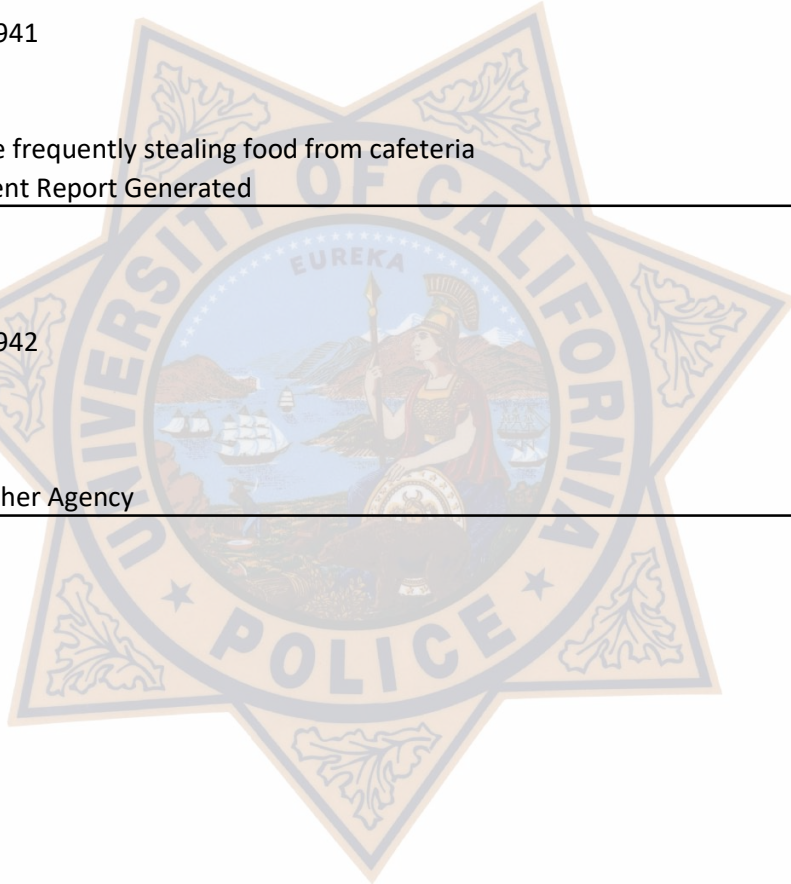 941
e frequently stealing food from cafeteria
ent Report Generated
942
her Agency
UNIVERSITY OF CALIFORNIA
EUREKA
POLICE